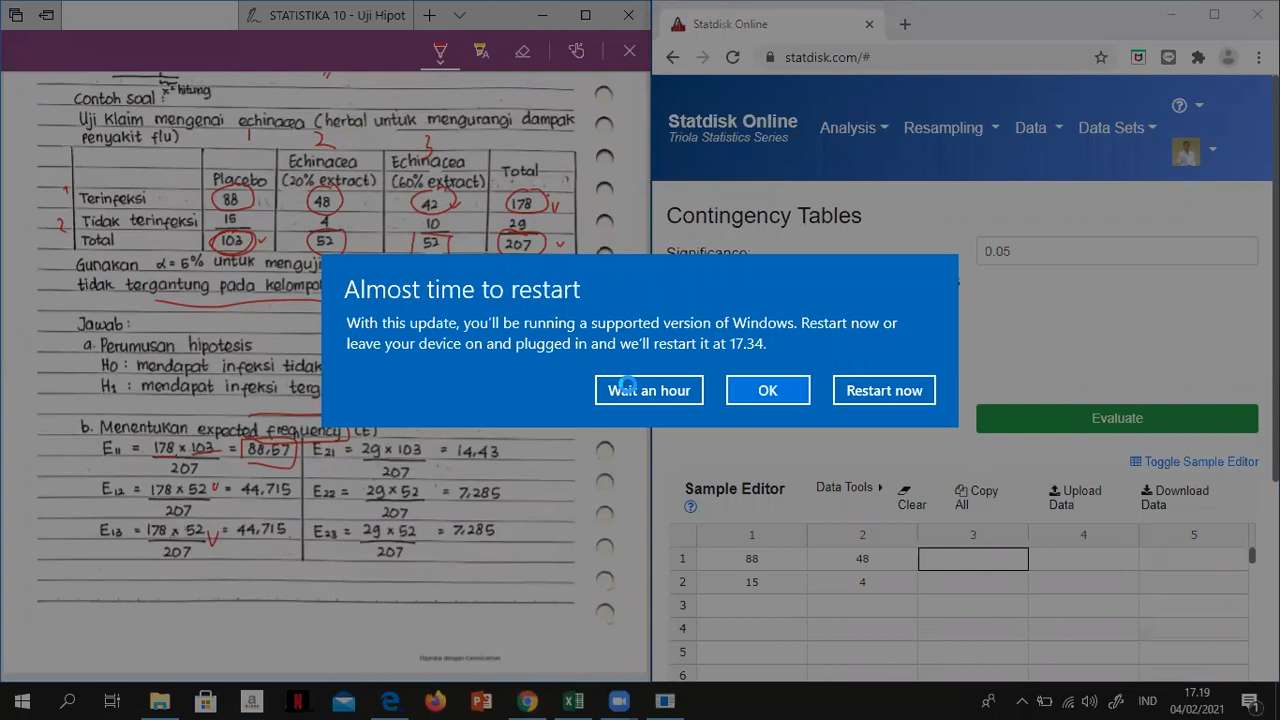 STATISTIKA 10 - Uji Hipot
Contoh soal :
x² hitung
Uji Klaim mengenai echinacea (herbal untuk mengurangi dampak
penyakit flu)
1 2 3
Placebo
Echinacea
(20% extract)
Echinacea
(60% extract)
Total
1 Terinfeksi 88 48 42 178
2 Tidak terinfeksi 15 4 10 29
Total 103 52 52 207
Gunakan α = 5% untuk menguji
tidak tergantung pada kelompo
Jawab :
a. Perumusan hipotesis
H0 : mendapat infeksi tidak
H1 : mendapat infeksi terg
b. Menentukan expected frequency (E)
E11 = 178 x 103 = 88,57
207
E21 = 29 x 103 = 14,43
207
E12 = 178 x 52 = 44,715
207
E22 = 29 x 52 = 7,285
207
E13 = 178 x 52 = 44,715
207
E23 = 29 x 52 = 7,285
207
Statdisk Online
statdisk.com/#
Statdisk Online
Triola Statistics Series
Analysis
Resampling
Data
Data Sets
Contingency Tables
Significance:
0.05
Evaluate
Toggle Sample Editor
Sample Editor
Data Tools
Clear
Copy All
Upload Data
Download Data
1 2 3 4 5
1 88 48
2 15 4
3
4
5
6
Almost time to restart
With this update, you'll be running a supported version of Windows. Restart now or
leave your device on and plugged in and we'll restart it at 17.34.
Wait an hour
OK
Restart now
IND
17.19
04/02/2021
1